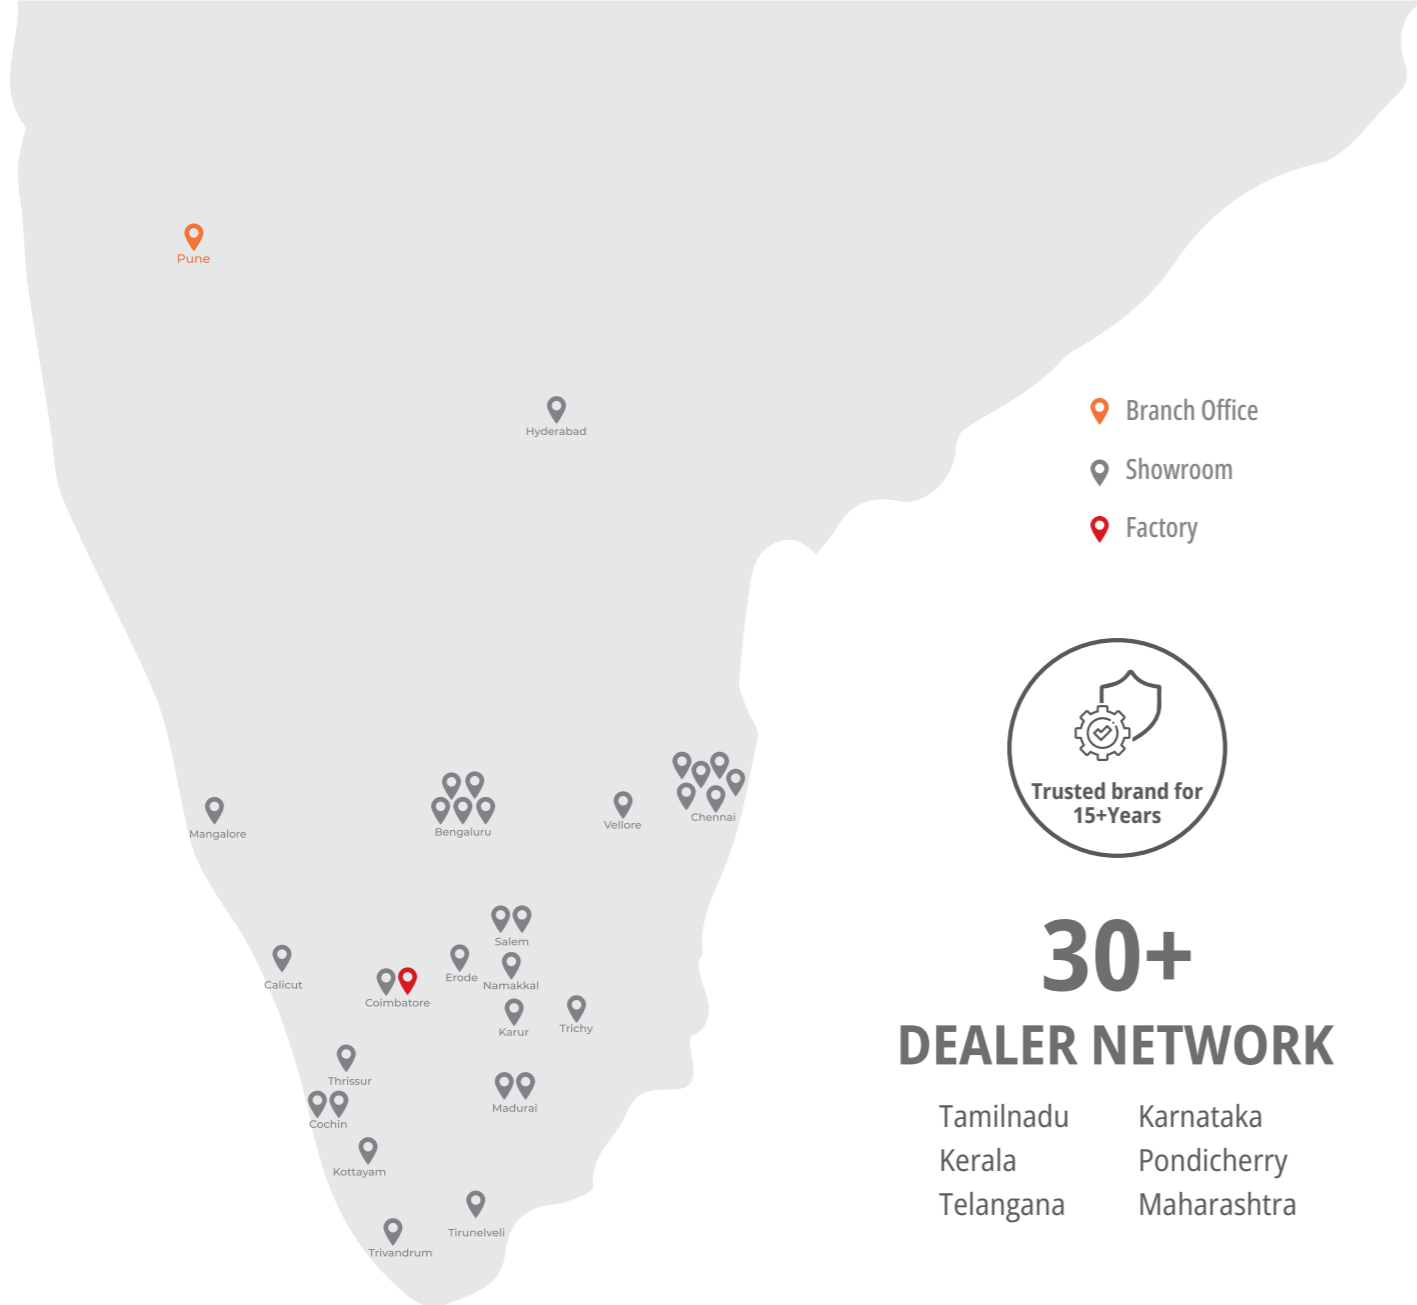 Pune
Hyderabad
Branch Office
Showroom
Factory
Trusted brand for
15+Years
Mangalore
Bengaluru
Vellore
Chennai
Salem
Calicut
Coimbatore
Erode
Namakkal
Karur
Trichy
Thrissur
Cochin
Madurai
Kottayam
Tirunelveli
Trivandrum
30+
DEALER NETWORK
Tamilnadu
Karnataka
Kerala
Pondicherry
Telangana
Maharashtra